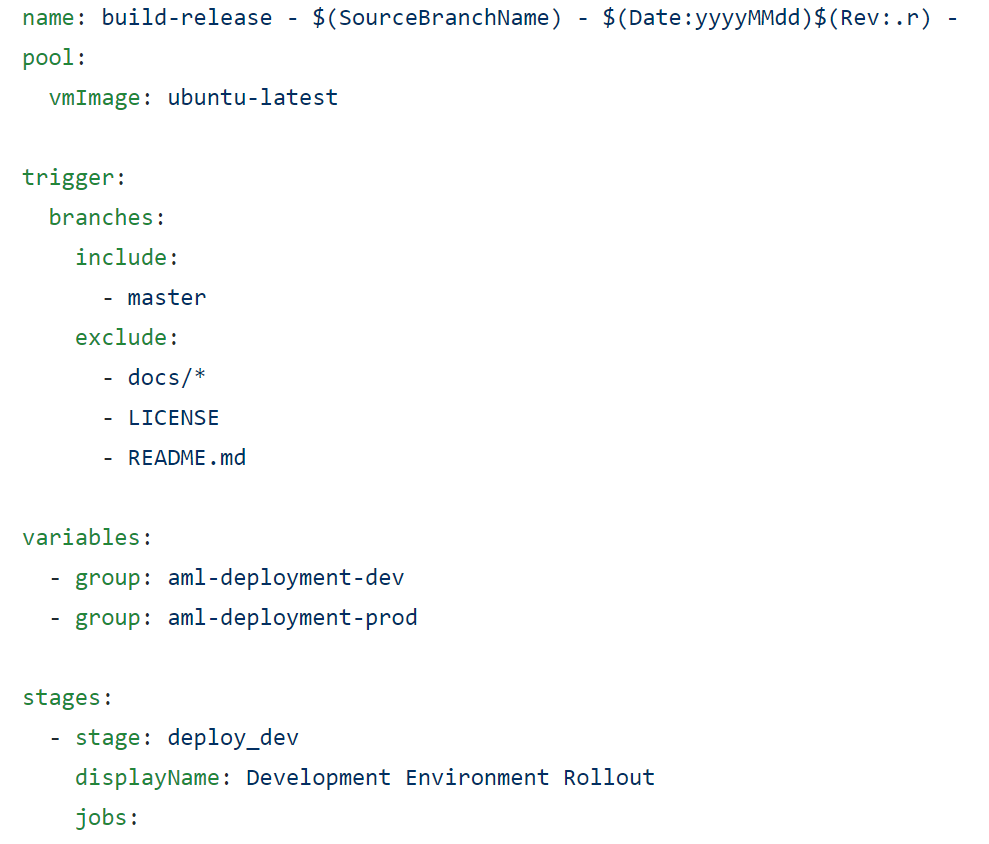 name: build-release - $(SourceBranchName) - $(Date:yyyyMMdd)$(Rev:.r) -
pool:
  vmImage: ubuntu-latest

trigger:
  branches:
    include:
      - master
    exclude:
      - docs/*
      - LICENSE
      - README.md

variables:
  - group: aml-deployment-dev
  - group: aml-deployment-prod

stages:
  - stage: deploy_dev
    displayName: Development Environment Rollout
    jobs: